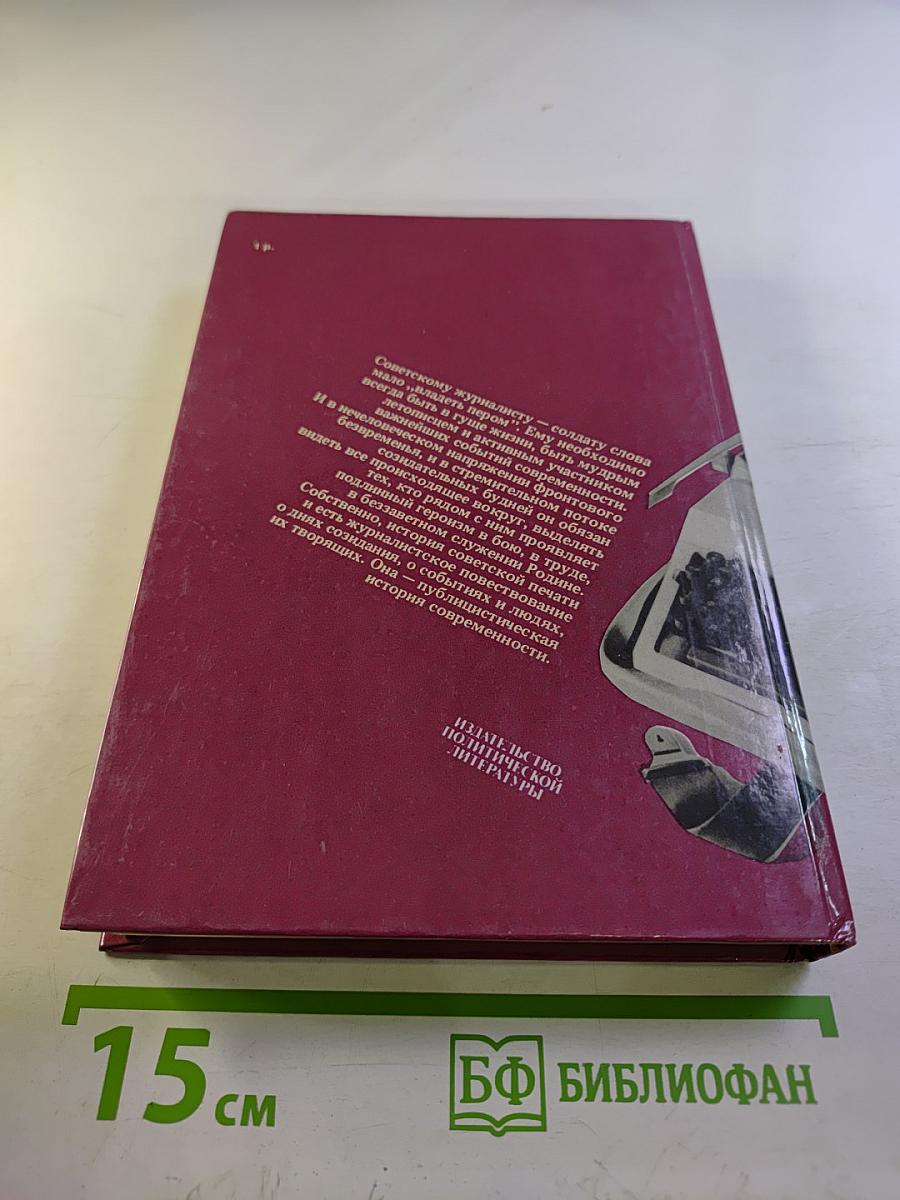 Советскому журналисту — солдату слова
мало „владеть пером". Ему необходимо
всегда быть в гуще жизни, быть мудрым
летописцем и активным участником
важнейших событий современности.
И в нечеловеческом напряжении фронтового
безвременья, и в стремительном потоке
созидательных будней он обязан
видеть все происходящее вокруг, выделять
тех, кто рядом с ним проявляет
подлинный героизм в бою, в труде,
в беззаветном служении Родине.
Собственно, история советской печати
и есть журналистское повествование
о днях созидания, о событиях и людях,
их творящих. Она — публицистическая
история современности.
ИЗДАТЕЛЬСТВО
ПОЛИТИЧЕСКОЙ
ЛИТЕРАТУРЫ
15 см
БФ БИБЛИОФАН